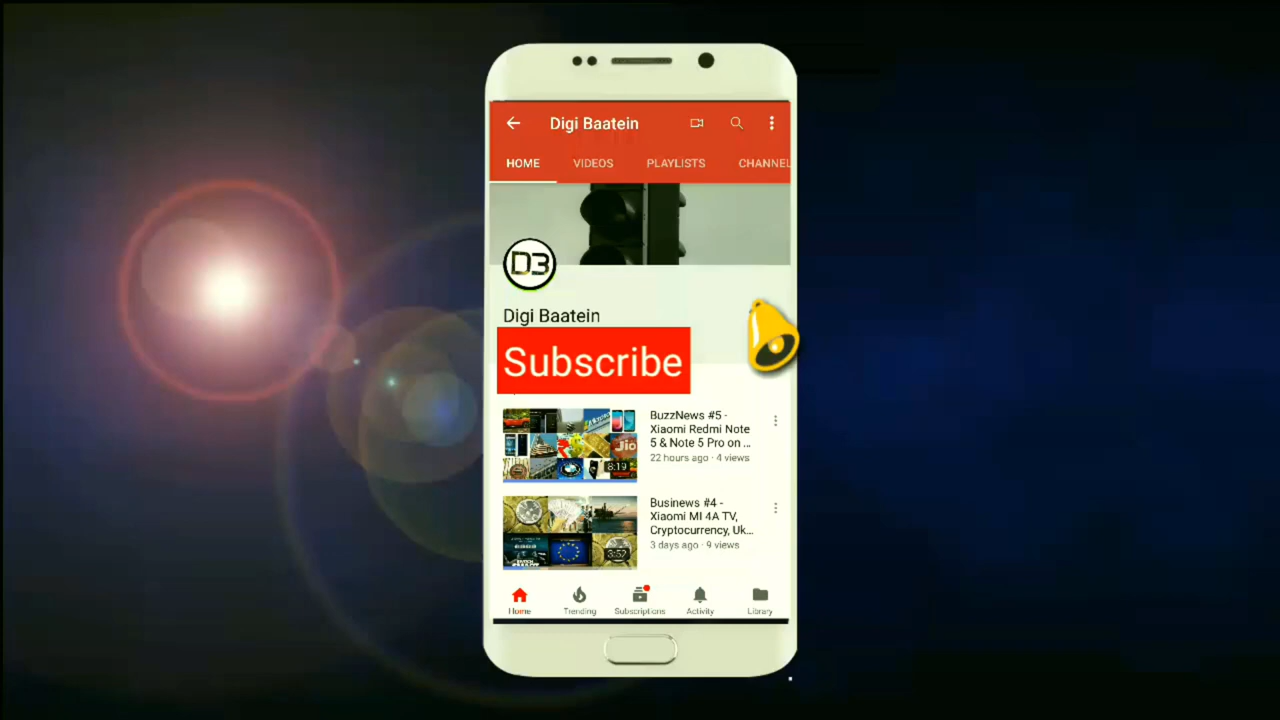 Digi Baatein
HOME VIDEOS PLAYLISTS CHANNEL
D3
Digi Baatein
Subscribe
BuzzNews #5 -
Xiaomi Redmi Note
5 & Note 5 Pro on ...
22 hours ago · 4 views
Jio
8:19
Businews #4 -
Xiaomi MI 4A TV,
Cryptocurrency, Uk...
3 days ago · 9 views
3:52
Home Trending Subscriptions Activity Library